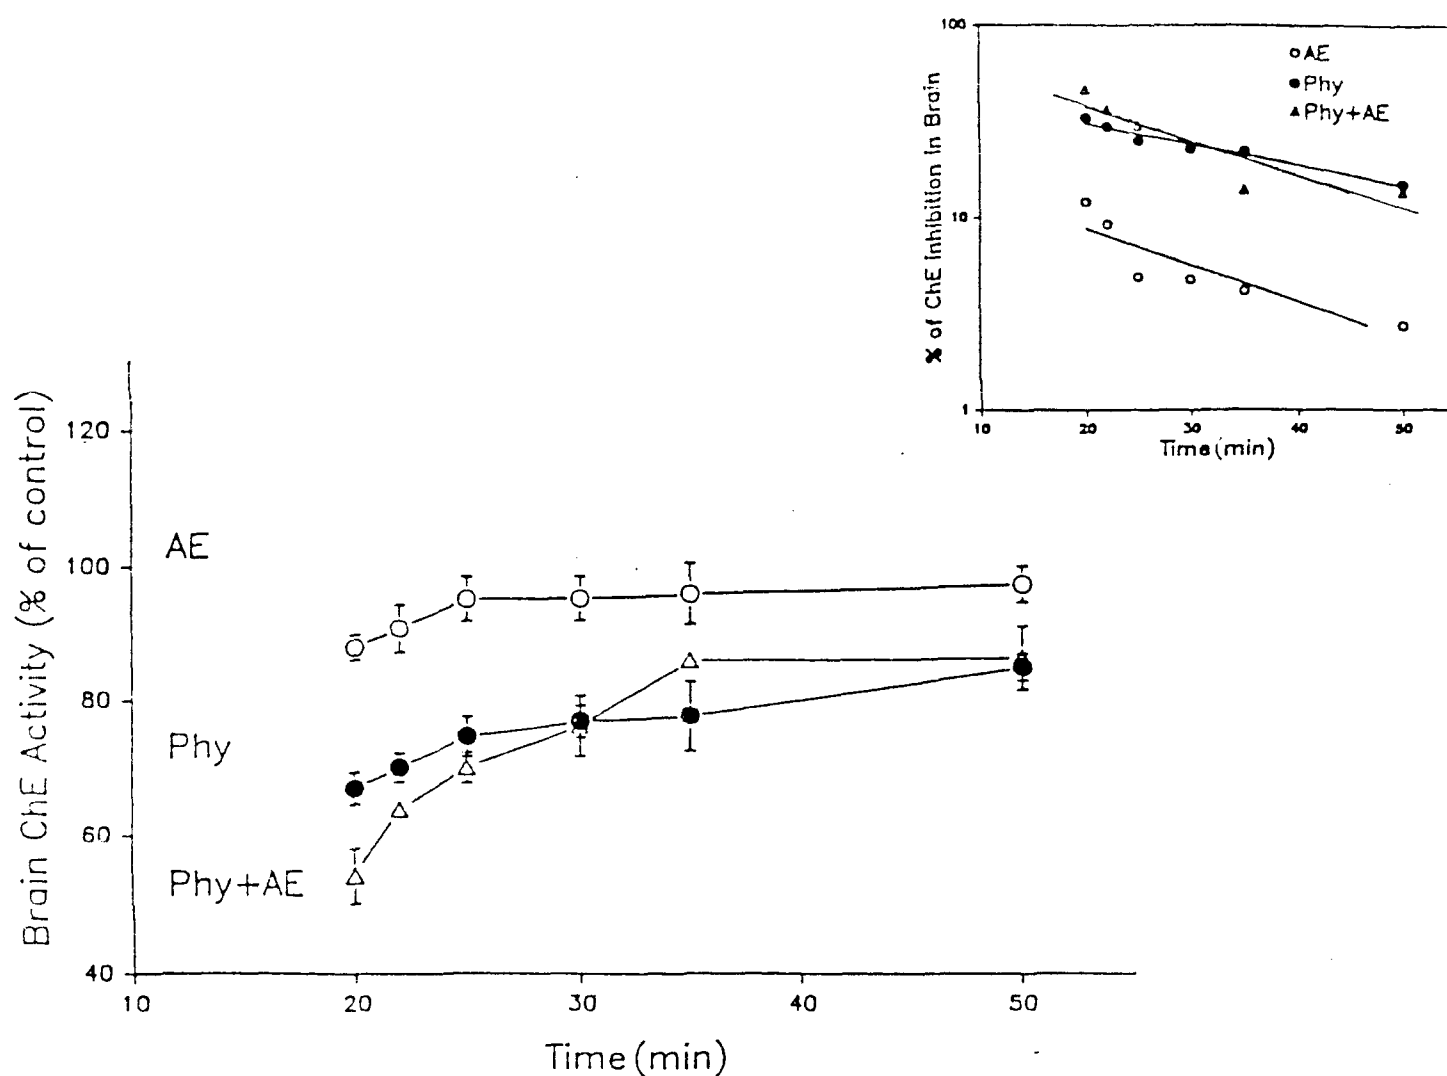 100
AE
Phy
Phy+AE
% of ChE Inhibition in Brain
10
1
10 20 30 40 50
Time (min)
Brain ChE Activity (% of control)
120
100
80
60
40
AE
Phy
Phy+AE
10 20 30 40 50
Time (min)